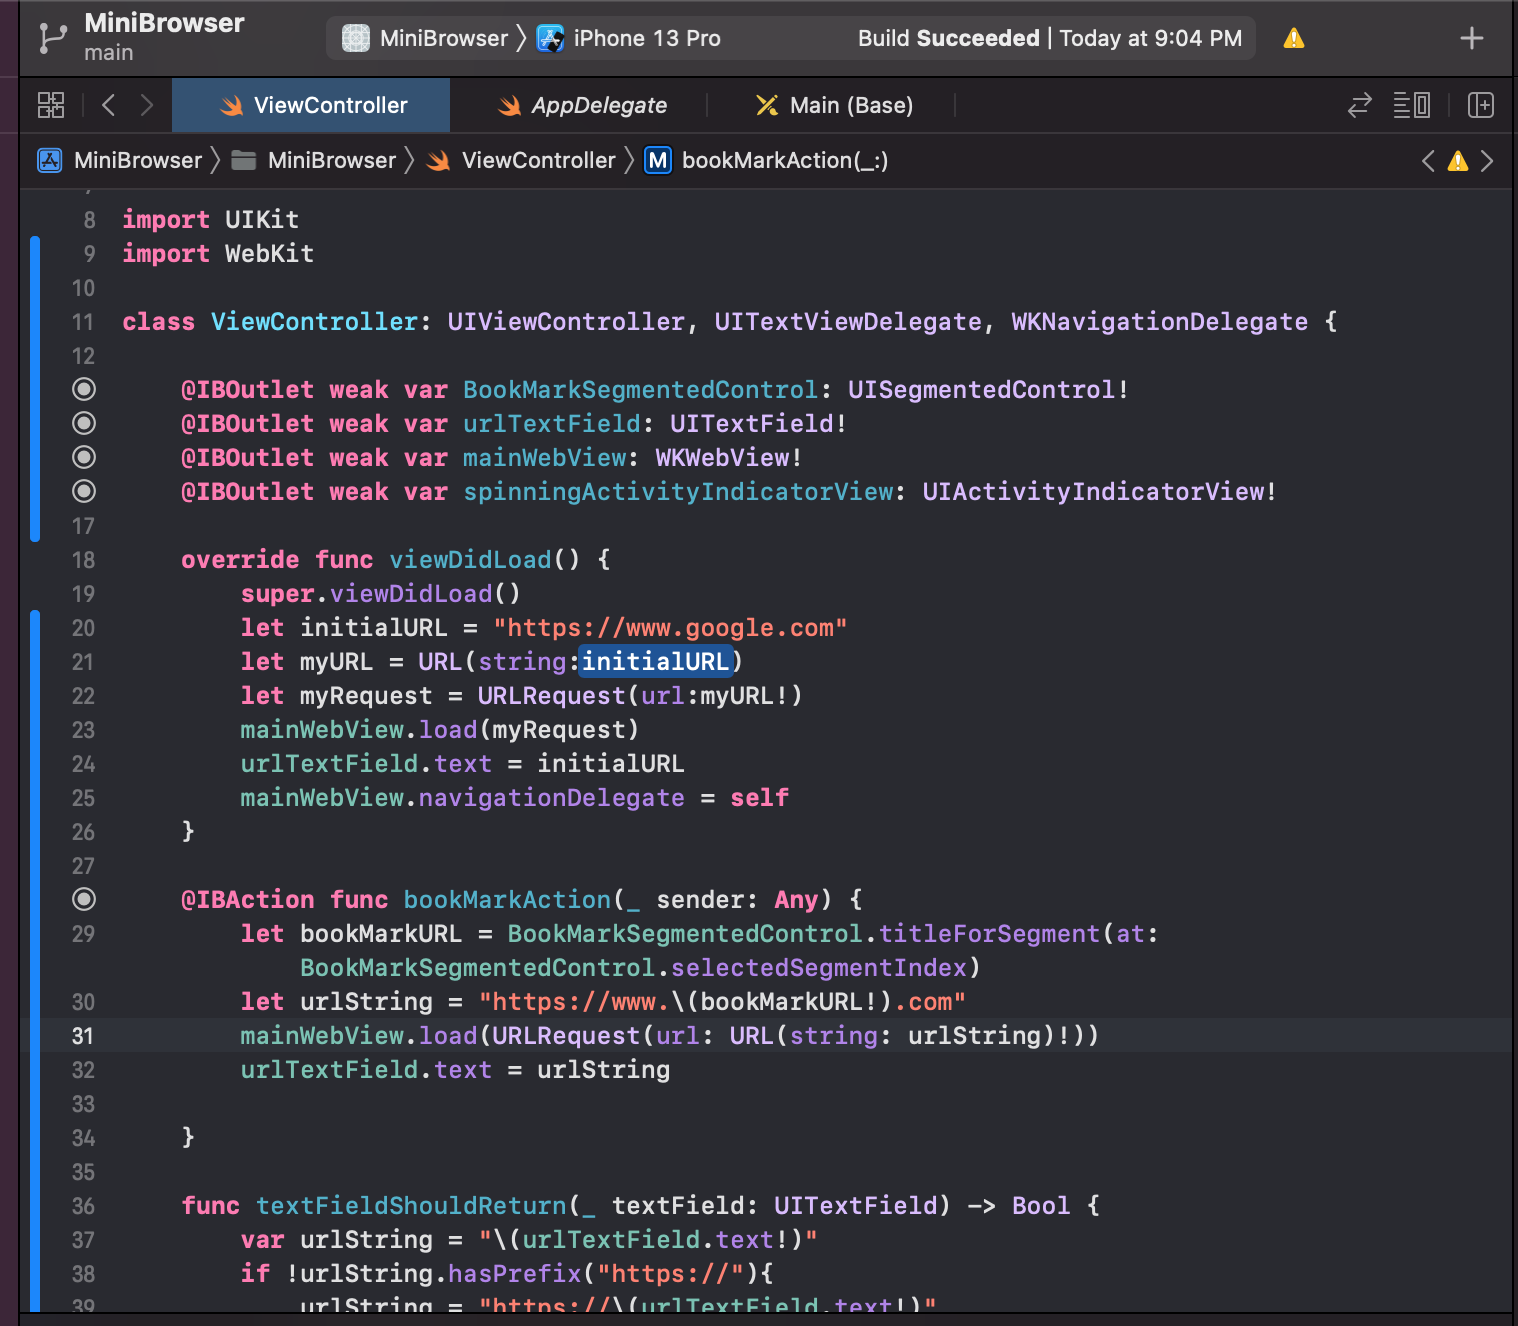 MiniBrowser
main
MiniBrowser 〉 iPhone 13 Pro
Build Succeeded | Today at 9:04 PM
ViewController
AppDelegate
Main (Base)
MiniBrowser 〉 MiniBrowser 〉 ViewController 〉 M bookMarkAction(_:)
8 import UIKit
9 import WebKit
10
11 class ViewController: UIViewController, UITextViewDelegate, WKNavigationDelegate {
12
@IBOutlet weak var BookMarkSegmentedControl: UISegmentedControl!
@IBOutlet weak var urlTextField: UITextField!
@IBOutlet weak var mainWebView: WKWebView!
@IBOutlet weak var spinningActivityIndicatorView: UIActivityIndicatorView!
17
18 override func viewDidLoad() {
19 super.viewDidLoad()
20 let initialURL = "https://www.google.com"
21 let myURL = URL(string:initialURL)
22 let myRequest = URLRequest(url:myURL!)
23 mainWebView.load(myRequest)
24 urlTextField.text = initialURL
25 mainWebView.navigationDelegate = self
26 }
27
@IBAction func bookMarkAction(_ sender: Any) {
29 let bookMarkURL = BookMarkSegmentedControl.titleForSegment(at:
BookMarkSegmentedControl.selectedSegmentIndex)
30 let urlString = "https://www.\(bookMarkURL!).com"
31 mainWebView.load(URLRequest(url: URL(string: urlString)!))
32 urlTextField.text = urlString
33
34 }
35
36 func textFieldShouldReturn(_ textField: UITextField) -> Bool {
37 var urlString = "\(urlTextField.text!)"
38 if !urlString.hasPrefix("https://"){
39 urlString = "https://\(urlTextField.text!)"